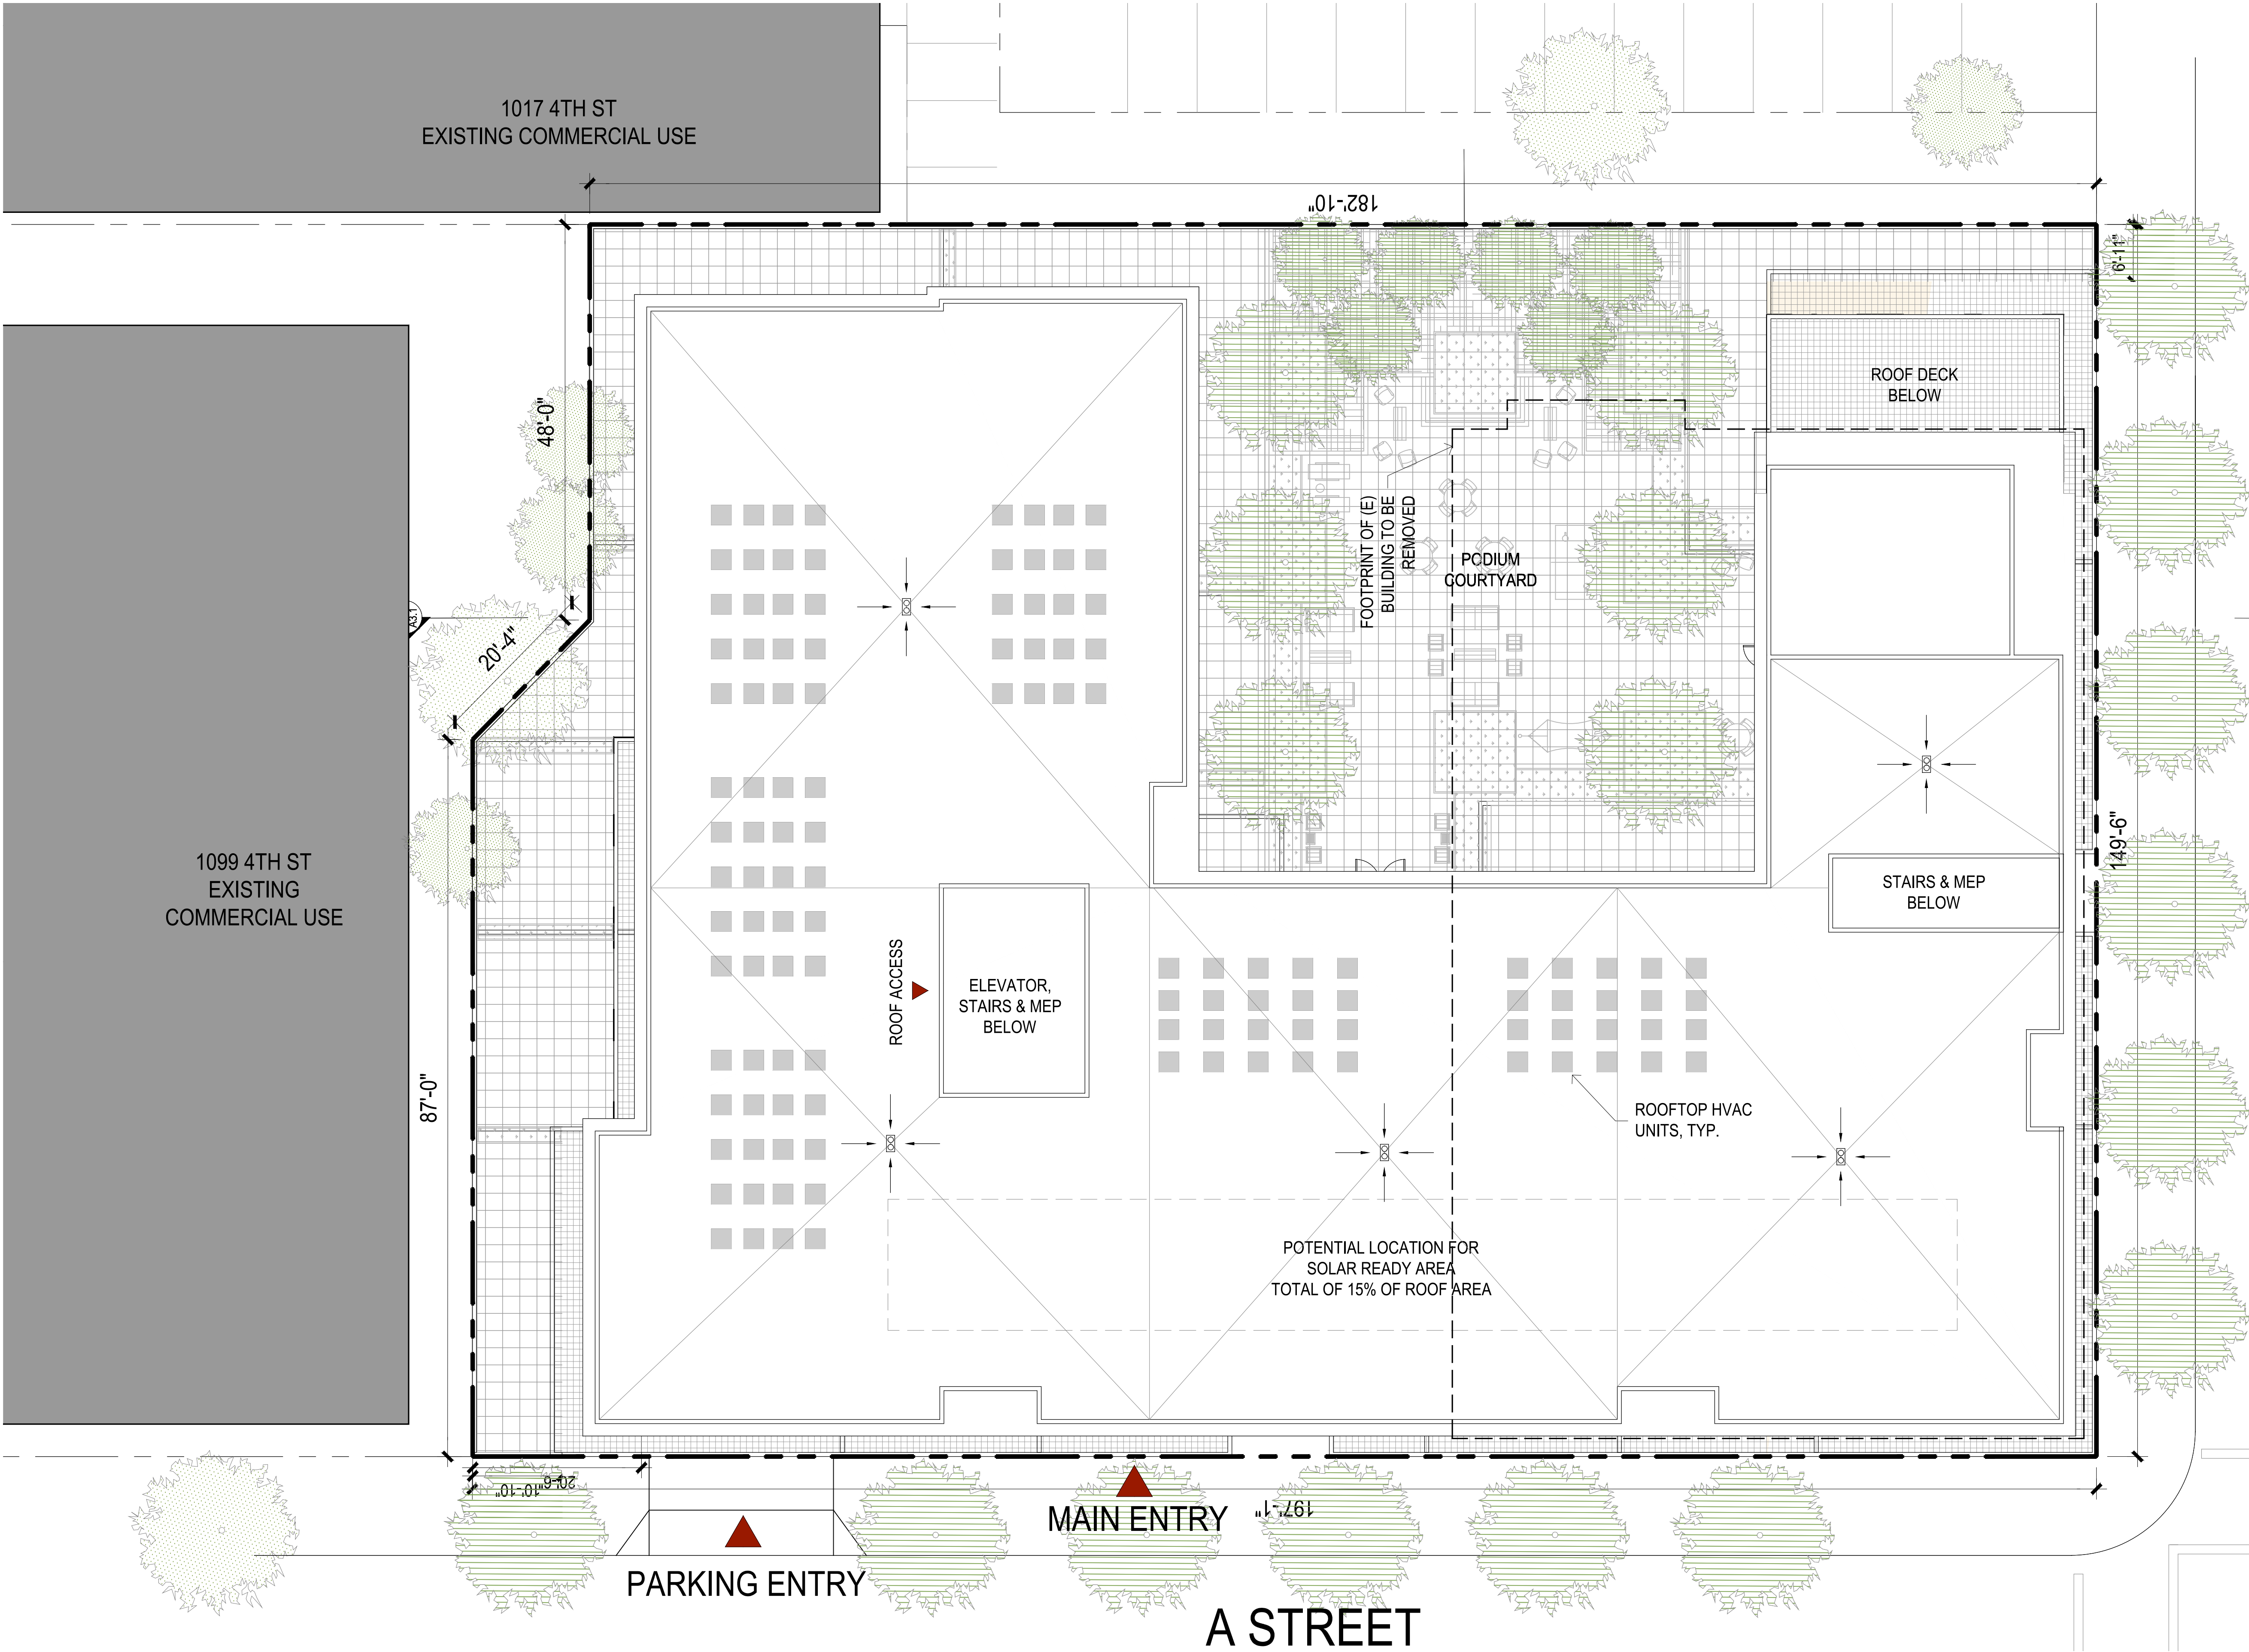 1017 4TH ST
EXISTING COMMERCIAL USE
182'-10"
6'-11"
48'-0"
ROOF DECK
BELOW
FOOTPRINT OF (E)
BUILDING TO BE
REMOVED
PODIUM
COURTYARD
A3.1
20'-4"
1099 4TH ST
EXISTING
COMMERCIAL USE
149'-6"
STAIRS & MEP
BELOW
ROOF ACCESS
ELEVATOR,
STAIRS & MEP
BELOW
87'-0"
ROOFTOP HVAC
UNITS, TYP.
POTENTIAL LOCATION FOR
SOLAR READY AREA
TOTAL OF 15% OF ROOF AREA
20'-6"
10'-10"
MAIN ENTRY
197'-1"
PARKING ENTRY
A STREET